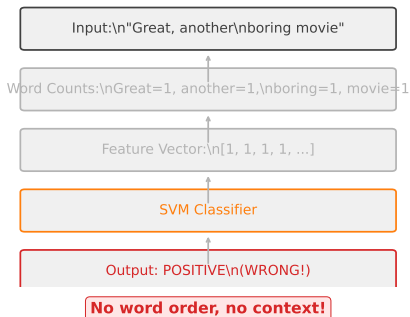 Input:\n"Great, another\nboring movie"
Word Counts:\nGreat=1, another=1,\nboring=1, movie=1
Feature Vector:\n[1, 1, 1, 1, ...]
SVM Classifier
Output: POSITIVE\n(WRONG!)
No word order, no context!